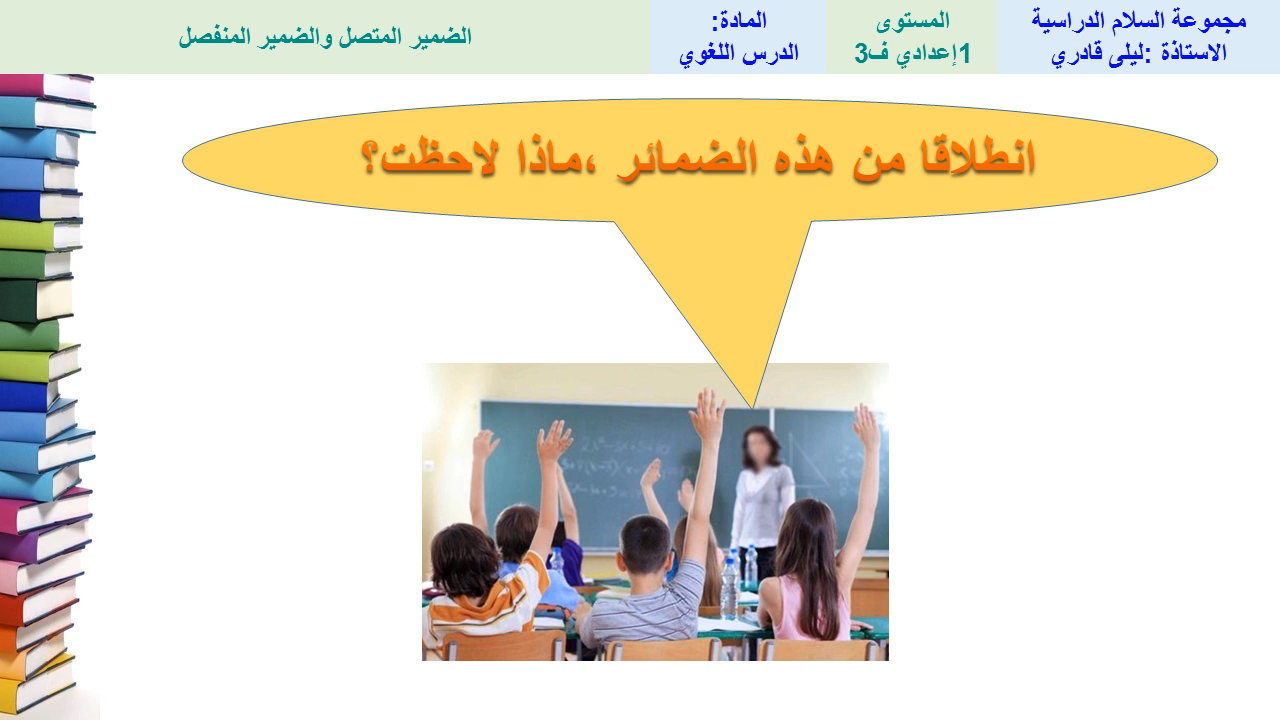 مجموعة السلام الدراسية
الاستاذة :ليلى قادري
المستوى
1إعدادي ف3
المادة:
الدرس اللغوي
الضمير المتصل والضمير المنفصل
انطلاقا من هذه الضمائر ،ماذا لاحظت؟